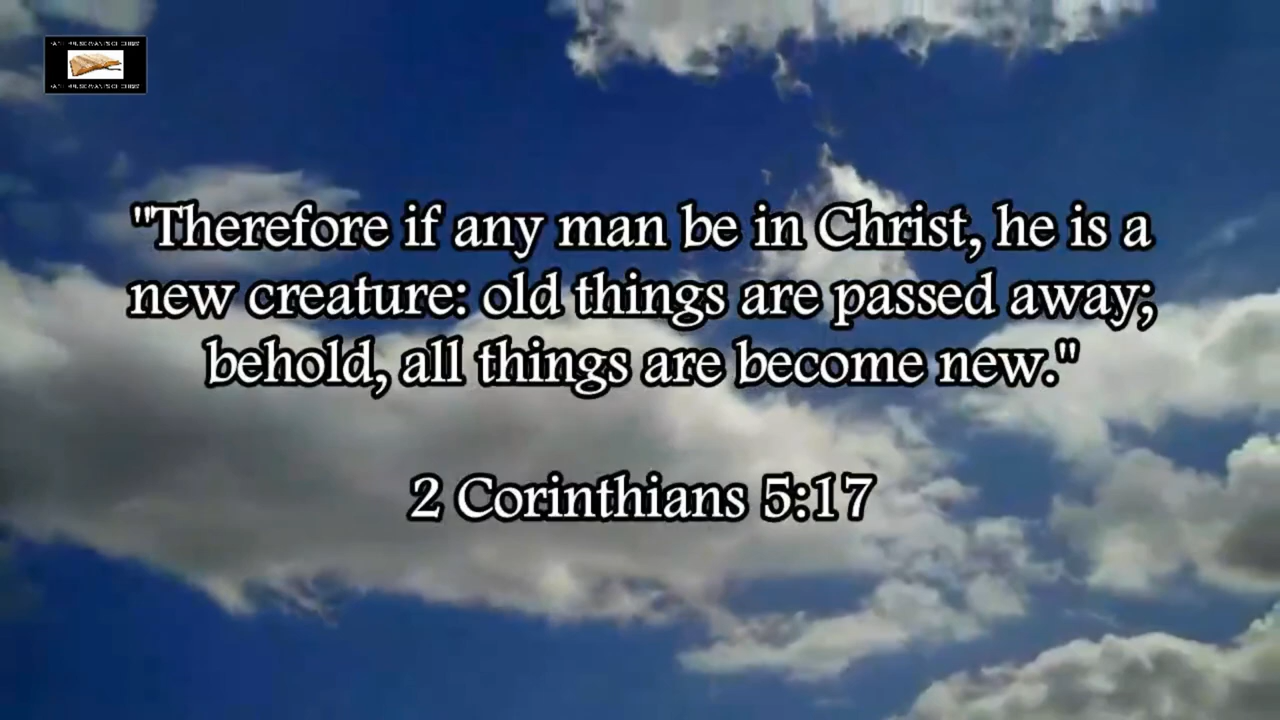 "Therefore if any man be in Christ, he is a
new creature: old things are passed away;
behold, all things are become new."
2 Corinthians 5:17